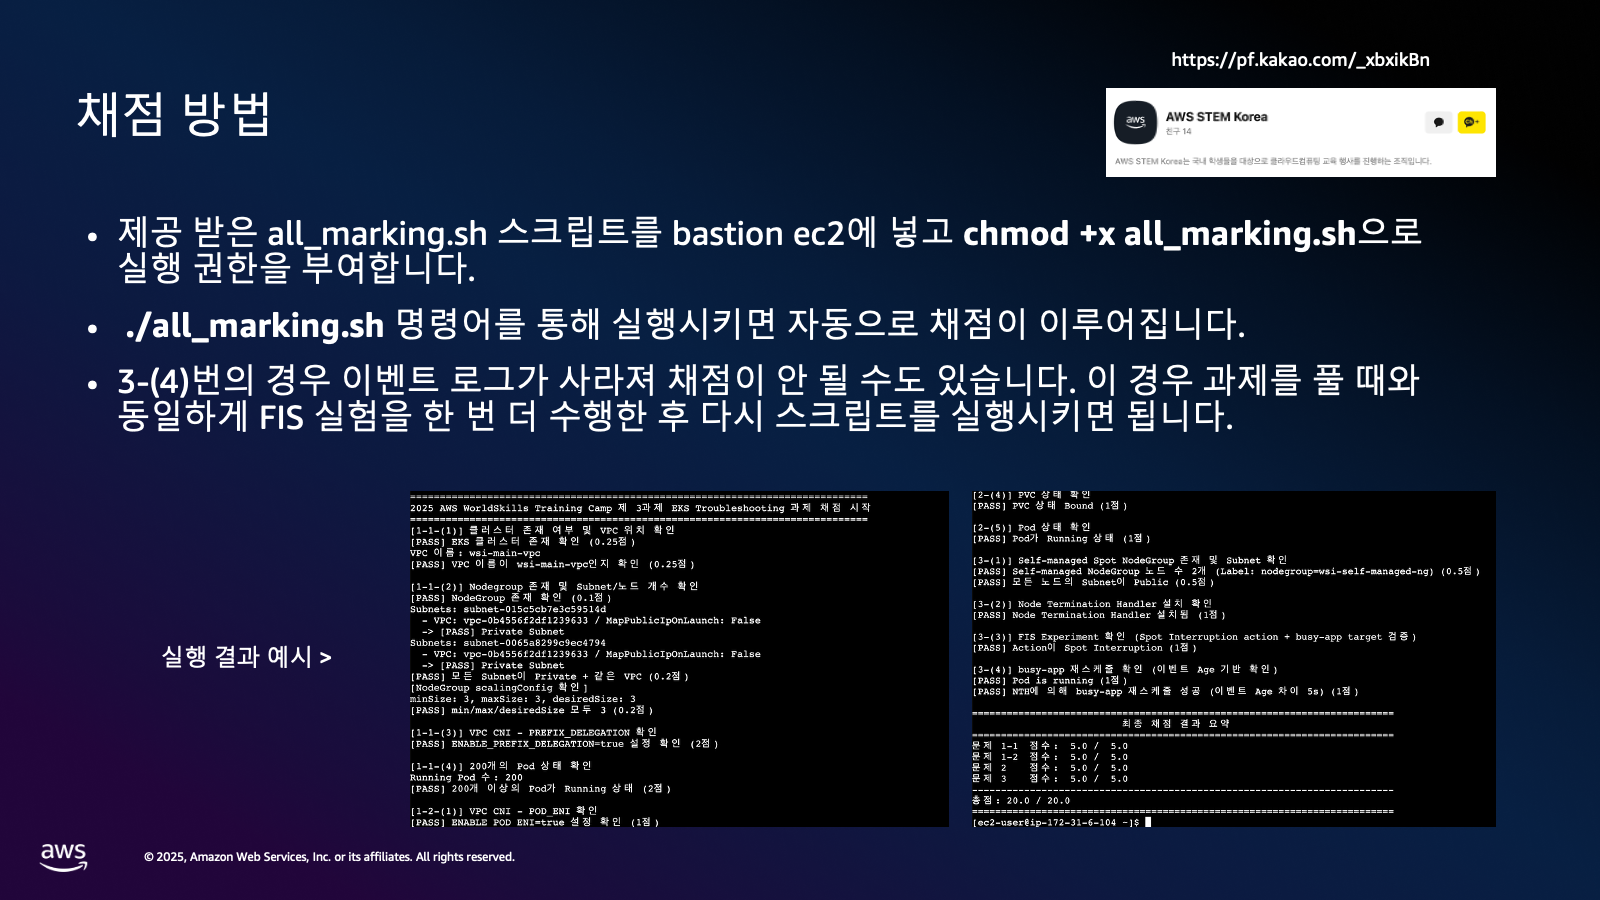 https://pf.kakao.com/_xbxikBn
채점 방법
aws
AWS STEM Korea
친구 14
AWS STEM Korea는 국내 학생들을 대상으로 클라우드컴퓨팅 교육 행사를 진행하는 조직입니다.
• 제공 받은 all_marking.sh 스크립트를 bastion ec2에 넣고 chmod +x all_marking.sh으로
실행 권한을 부여합니다.
• ./all_marking.sh 명령어를 통해 실행시키면 자동으로 채점이 이루어집니다.
• 3-(4)번의 경우 이벤트 로그가 사라져 채점이 안 될 수도 있습니다. 이 경우 과제를 풀 때와
동일하게 FIS 실험을 한 번 더 수행한 후 다시 스크립트를 실행시키면 됩니다.
실행 결과 예시 >
==============================================================================
2025 AWS WorldSkills Training Camp 제 3과제 EKS Troubleshooting 과제 채점 시작
==============================================================================
[1-1-(1)] 클러스터 존재 여부 및 VPC 위치 확인
[PASS] EKS 클러스터 존재 확인 (0.25점)
VPC 이름: wsi-main-vpc
[PASS] VPC 이름이 wsi-main-vpc인지 확인 (0.25점)
[1-1-(2)] Nodegroup 존재 및 Subnet/노드 개수 확인
[PASS] NodeGroup 존재 확인 (0.1점)
Subnets: subnet-015c5cb7e3c59514d
- VPC: vpc-0b4556f2df1239633 / MapPublicIpOnLaunch: False
-> [PASS] Private Subnet
Subnets: subnet-0065a8299c9ec4794
- VPC: vpc-0b4556f2df1239633 / MapPublicIpOnLaunch: False
-> [PASS] Private Subnet
[PASS] 모든 Subnet이 Private + 같은 VPC (0.2점)
[NodeGroup scalingConfig 확인]
minSize: 3, maxSize: 3, desiredSize: 3
[PASS] min/max/desiredSize 모두 3 (0.2점)
[1-1-(3)] VPC CNI - PREFIX_DELEGATION 확인
[PASS] ENABLE_PREFIX_DELEGATION=true 설정 확인 (2점)
[1-1-(4)] 200개의 Pod 상태 확인
Running Pod 수: 200
[PASS] 200개 이상의 Pod가 Running 상태 (2점)
[1-2-(1)] VPC CNI - POD_ENI 확인
[PASS] ENABLE_POD_ENI=true 설정 확인 (1점)
[2-(4)] PVC 상태 확인
[PASS] PVC 상태 Bound (1점)
[2-(5)] Pod 상태 확인
[PASS] Pod가 Running 상태 (1점)
[3-(1)] Self-managed Spot NodeGroup 존재 및 Subnet 확인
[PASS] Self-managed NodeGroup 노드 수 2개 (Label: nodegroup=wsi-self-managed-ng) (0.5점)
[PASS] 모든 노드의 Subnet이 Public (0.5점)
[3-(2)] Node Termination Handler 설치 확인
[PASS] Node Termination Handler 설치됨 (1점)
[3-(3)] FIS Experiment 확인 (Spot Interruption action + busy-app target 검증)
[PASS] Action이 Spot Interruption (1점)
[3-(4)] busy-app 재스케줄 확인 (이벤트 Age 기반 확인)
[PASS] Pod is running (1점)
[PASS] NTH에 의해 busy-app 재스케줄 성공 (이벤트 Age 차이 5s) (1점)
======================================================================
최종 채점 결과 요약
======================================================================
문제 1-1 점수: 5.0 / 5.0
문제 1-2 점수: 5.0 / 5.0
문제 2 점수: 5.0 / 5.0
문제 3 점수: 5.0 / 5.0
----------------------------------------------------------------------
총점: 20.0 / 20.0
======================================================================
[ec2-user@ip-172-31-6-104 ~]$
aws
© 2025, Amazon Web Services, Inc. or its affiliates. All rights reserved.